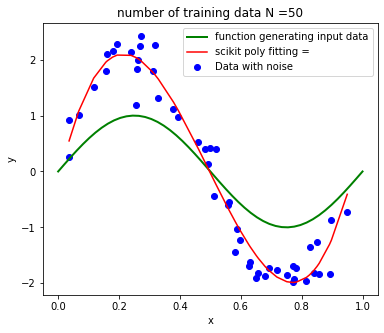 number of training data N =50
function generating input data
scikit poly fitting =
Data with noise
2
1
0
−1
−2
y
0.0 0.2 0.4 0.6 0.8 1.0
x